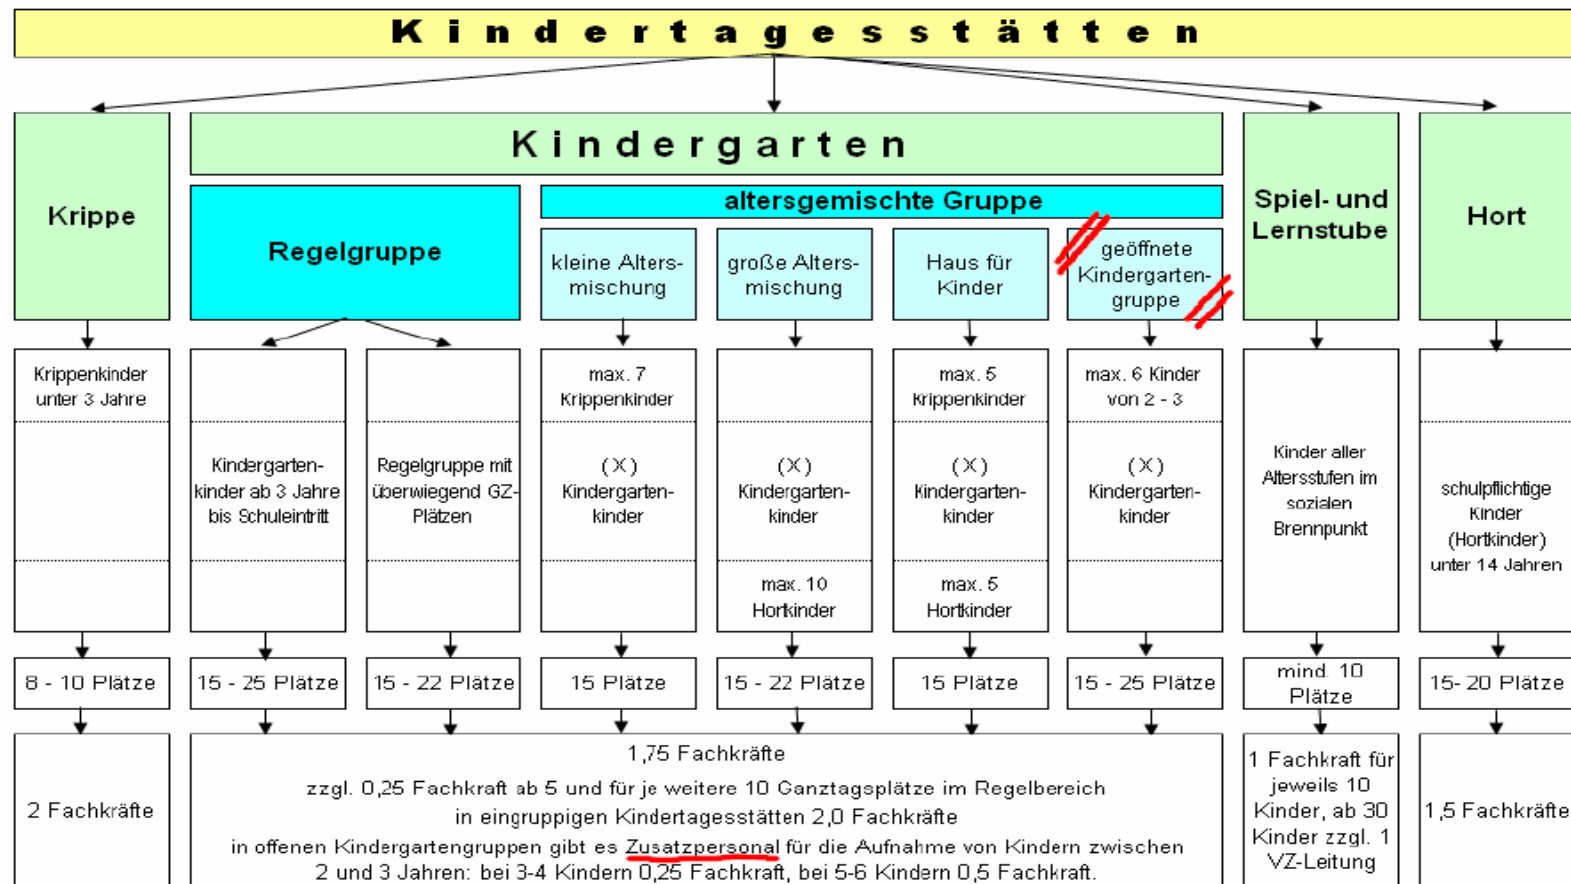 Kindertagesstätten
Krippe
Kindergarten
Regelgruppe
altersgemischte Gruppe
kleine Alters-
mischung
große Alters-
mischung
Haus für
Kinder
geöffnete
Kindergarten-
gruppe
Spiel- und
Lernstube
Hort
Krippenkinder
unter 3 Jahre
Kindergarten-
kinder ab 3 Jahre
bis Schuleintritt
Regelgruppe mit
überwiegend GZ-
Plätzen
max. 7
Krippenkinder
(X)
Kindergarten-
kinder
(X)
Kindergarten-
kinder
max. 10
Hortkinder
max. 5
Krippenkinder
(X)
Kindergarten-
kinder
max. 5
Hortkinder
max. 6 Kinder
von 2 - 3
(X)
Kindergarten-
kinder
Kinder aller
Altersstufen im
sozialen
Brennpunkt
schulpflichtige
Kinder
(Hortkinder)
unter 14 Jahren
8 - 10 Plätze
15 - 25 Plätze
15 - 22 Plätze
15 Plätze
15 - 22 Plätze
15 Plätze
15 - 25 Plätze
mind. 10
Plätze
15- 20 Plätze
2 Fachkräfte
1,75 Fachkräfte
zzgl. 0,25 Fachkraft ab 5 und für je weitere 10 Ganztagsplätze im Regelbereich
in eingruppigen Kindertagesstätten 2,0 Fachkräfte
in offenen Kindergartengruppen gibt es Zusatzpersonal für die Aufnahme von Kindern zwischen
2 und 3 Jahren: bei 3-4 Kindern 0,25 Fachkraft, bei 5-6 Kindern 0,5 Fachkraft.
1 Fachkraft für
jeweils 10
Kinder, ab 30
Kinder zzgl. 1
VZ-Leitung
1,5 Fachkräfte